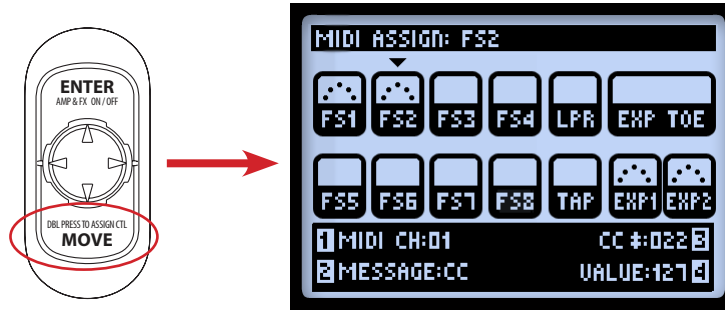 ENTER
AMP & FX ON / OFF
DBL PRESS TO ASSIGN CTL
MOVE
MIDI ASSIGN: FS2
FS1 FS2 FS3 FS4 LPR EXP TOE
FS5 FS6 FS7 FS8 TAP EXP1 EXP2
1 MIDI CH:01 CC #:022 3
2 MESSAGE:CC VALUE:127 4